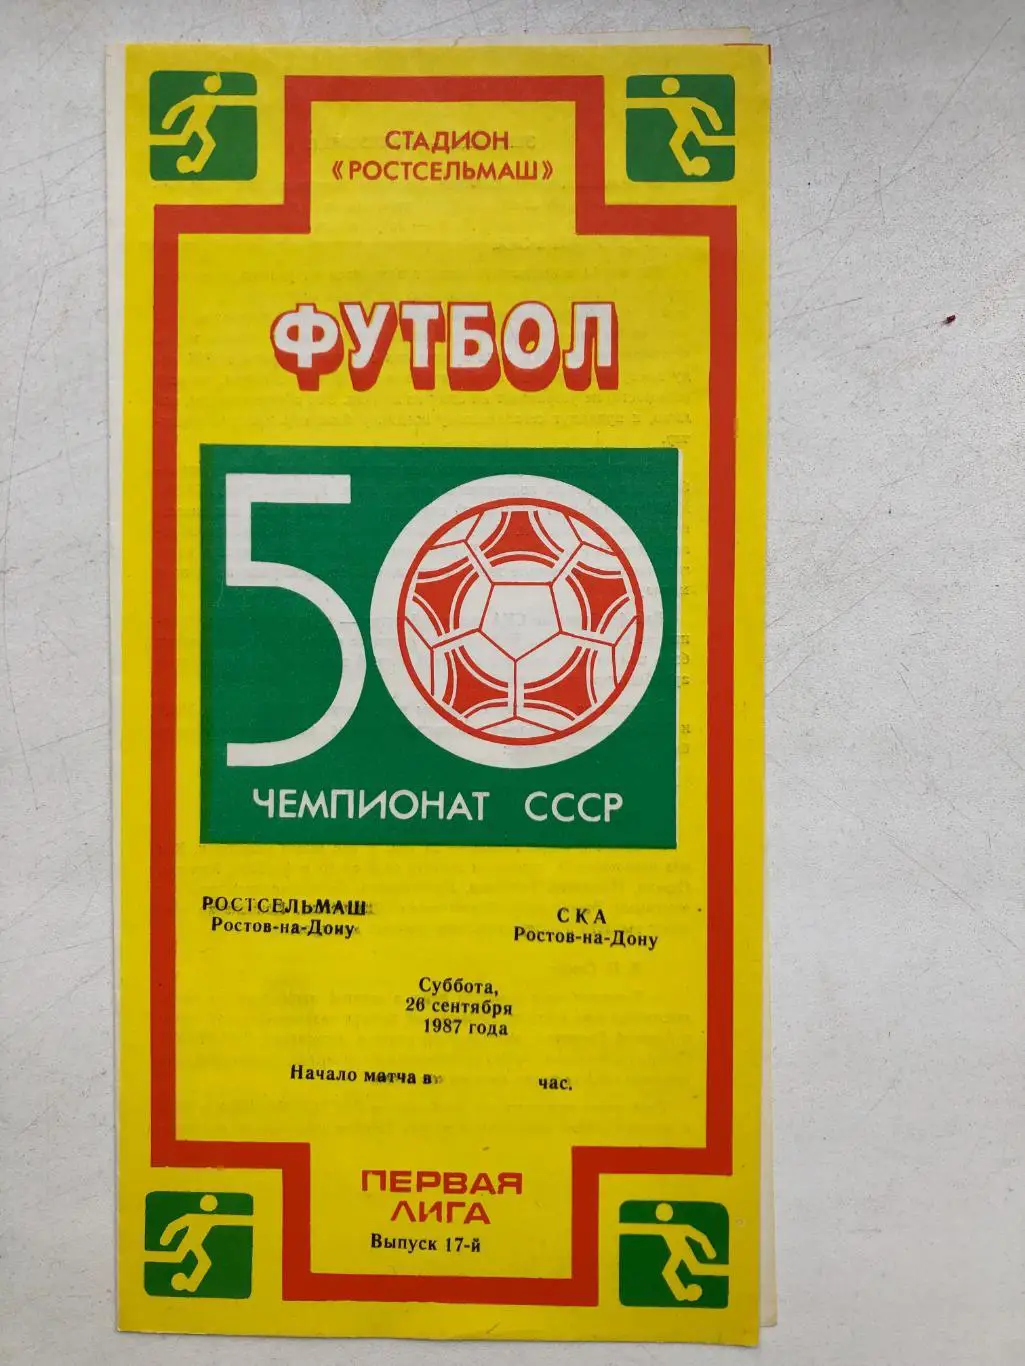 СТАДИОН
«РОСТСЕЛЬМАШ»
ФУТБОЛ
50
ЧЕМПИОНАТ СССР
РОСТСЕЛЬМАШ
Ростов-на-Дону
СКА
Ростов-на-Дону
Суббота,
26 сентября
1987 года
Начало матча в час.
ПЕРВАЯ
ЛИГА
Выпуск 17-й